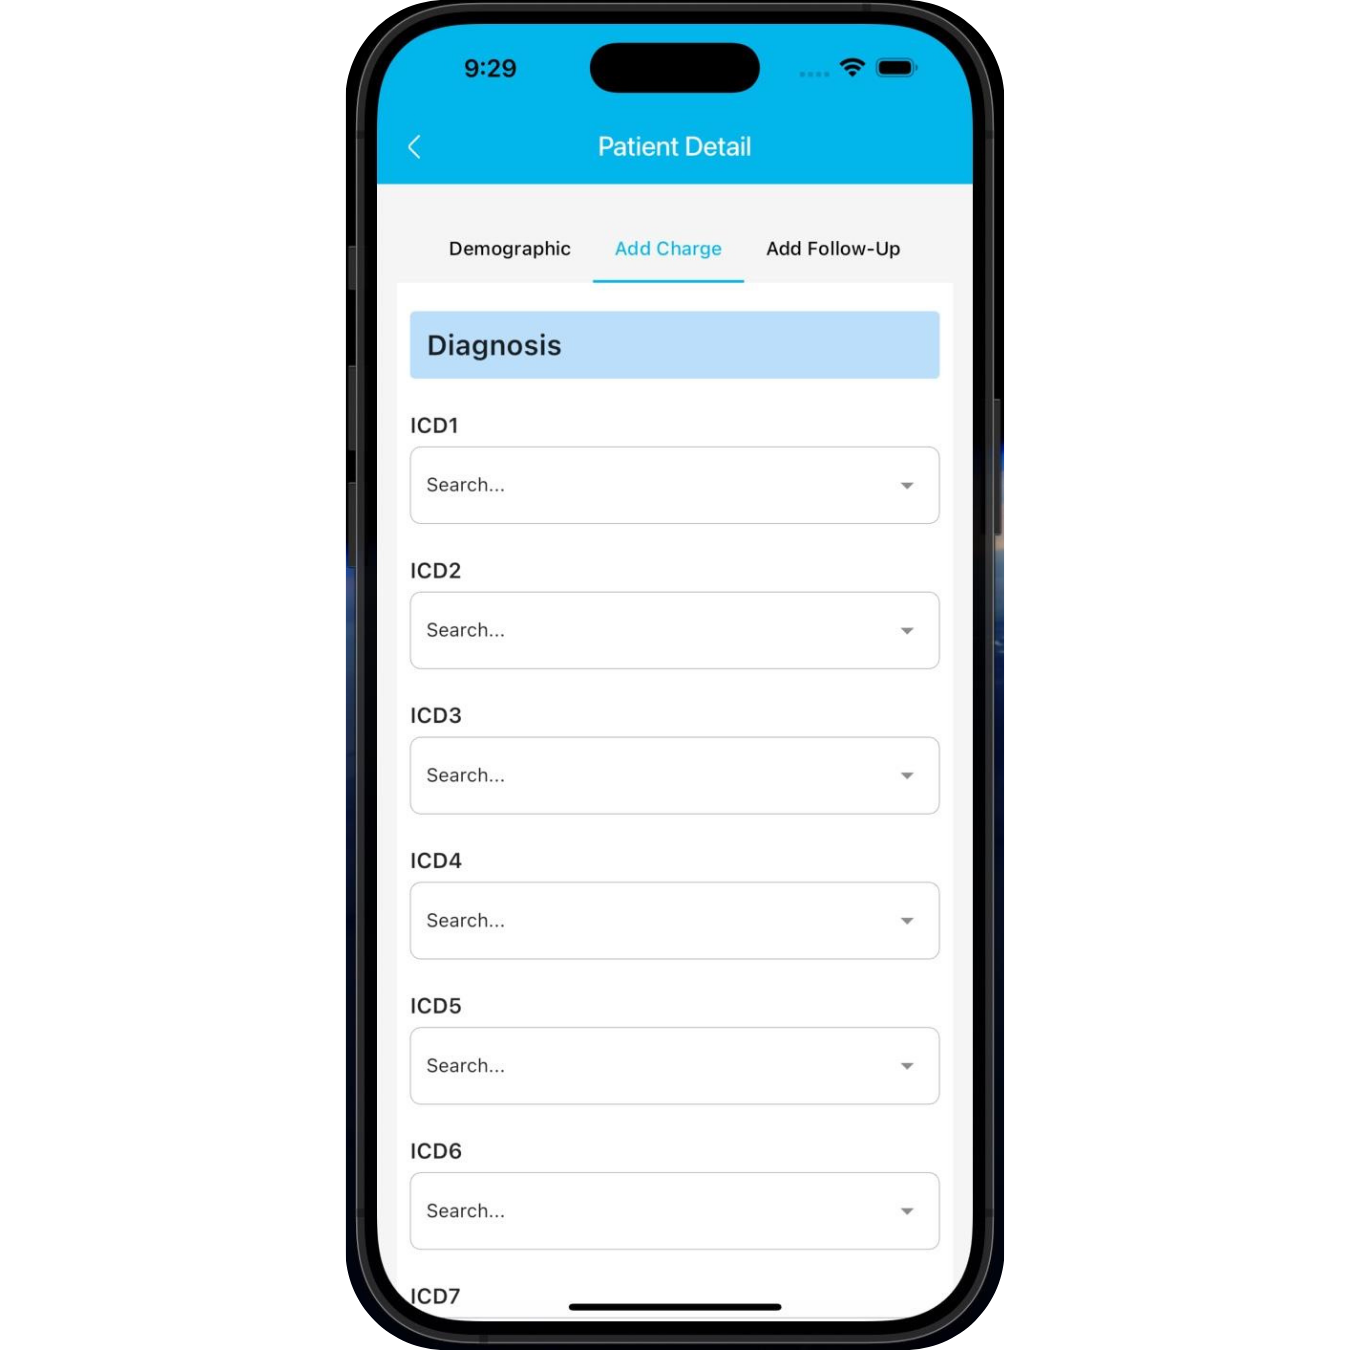 9:29
Patient Detail
Demographic Add Charge Add Follow-Up
Diagnosis
ICD1
Search...
ICD2
Search...
ICD3
Search...
ICD4
Search...
ICD5
Search...
ICD6
Search...
ICD7